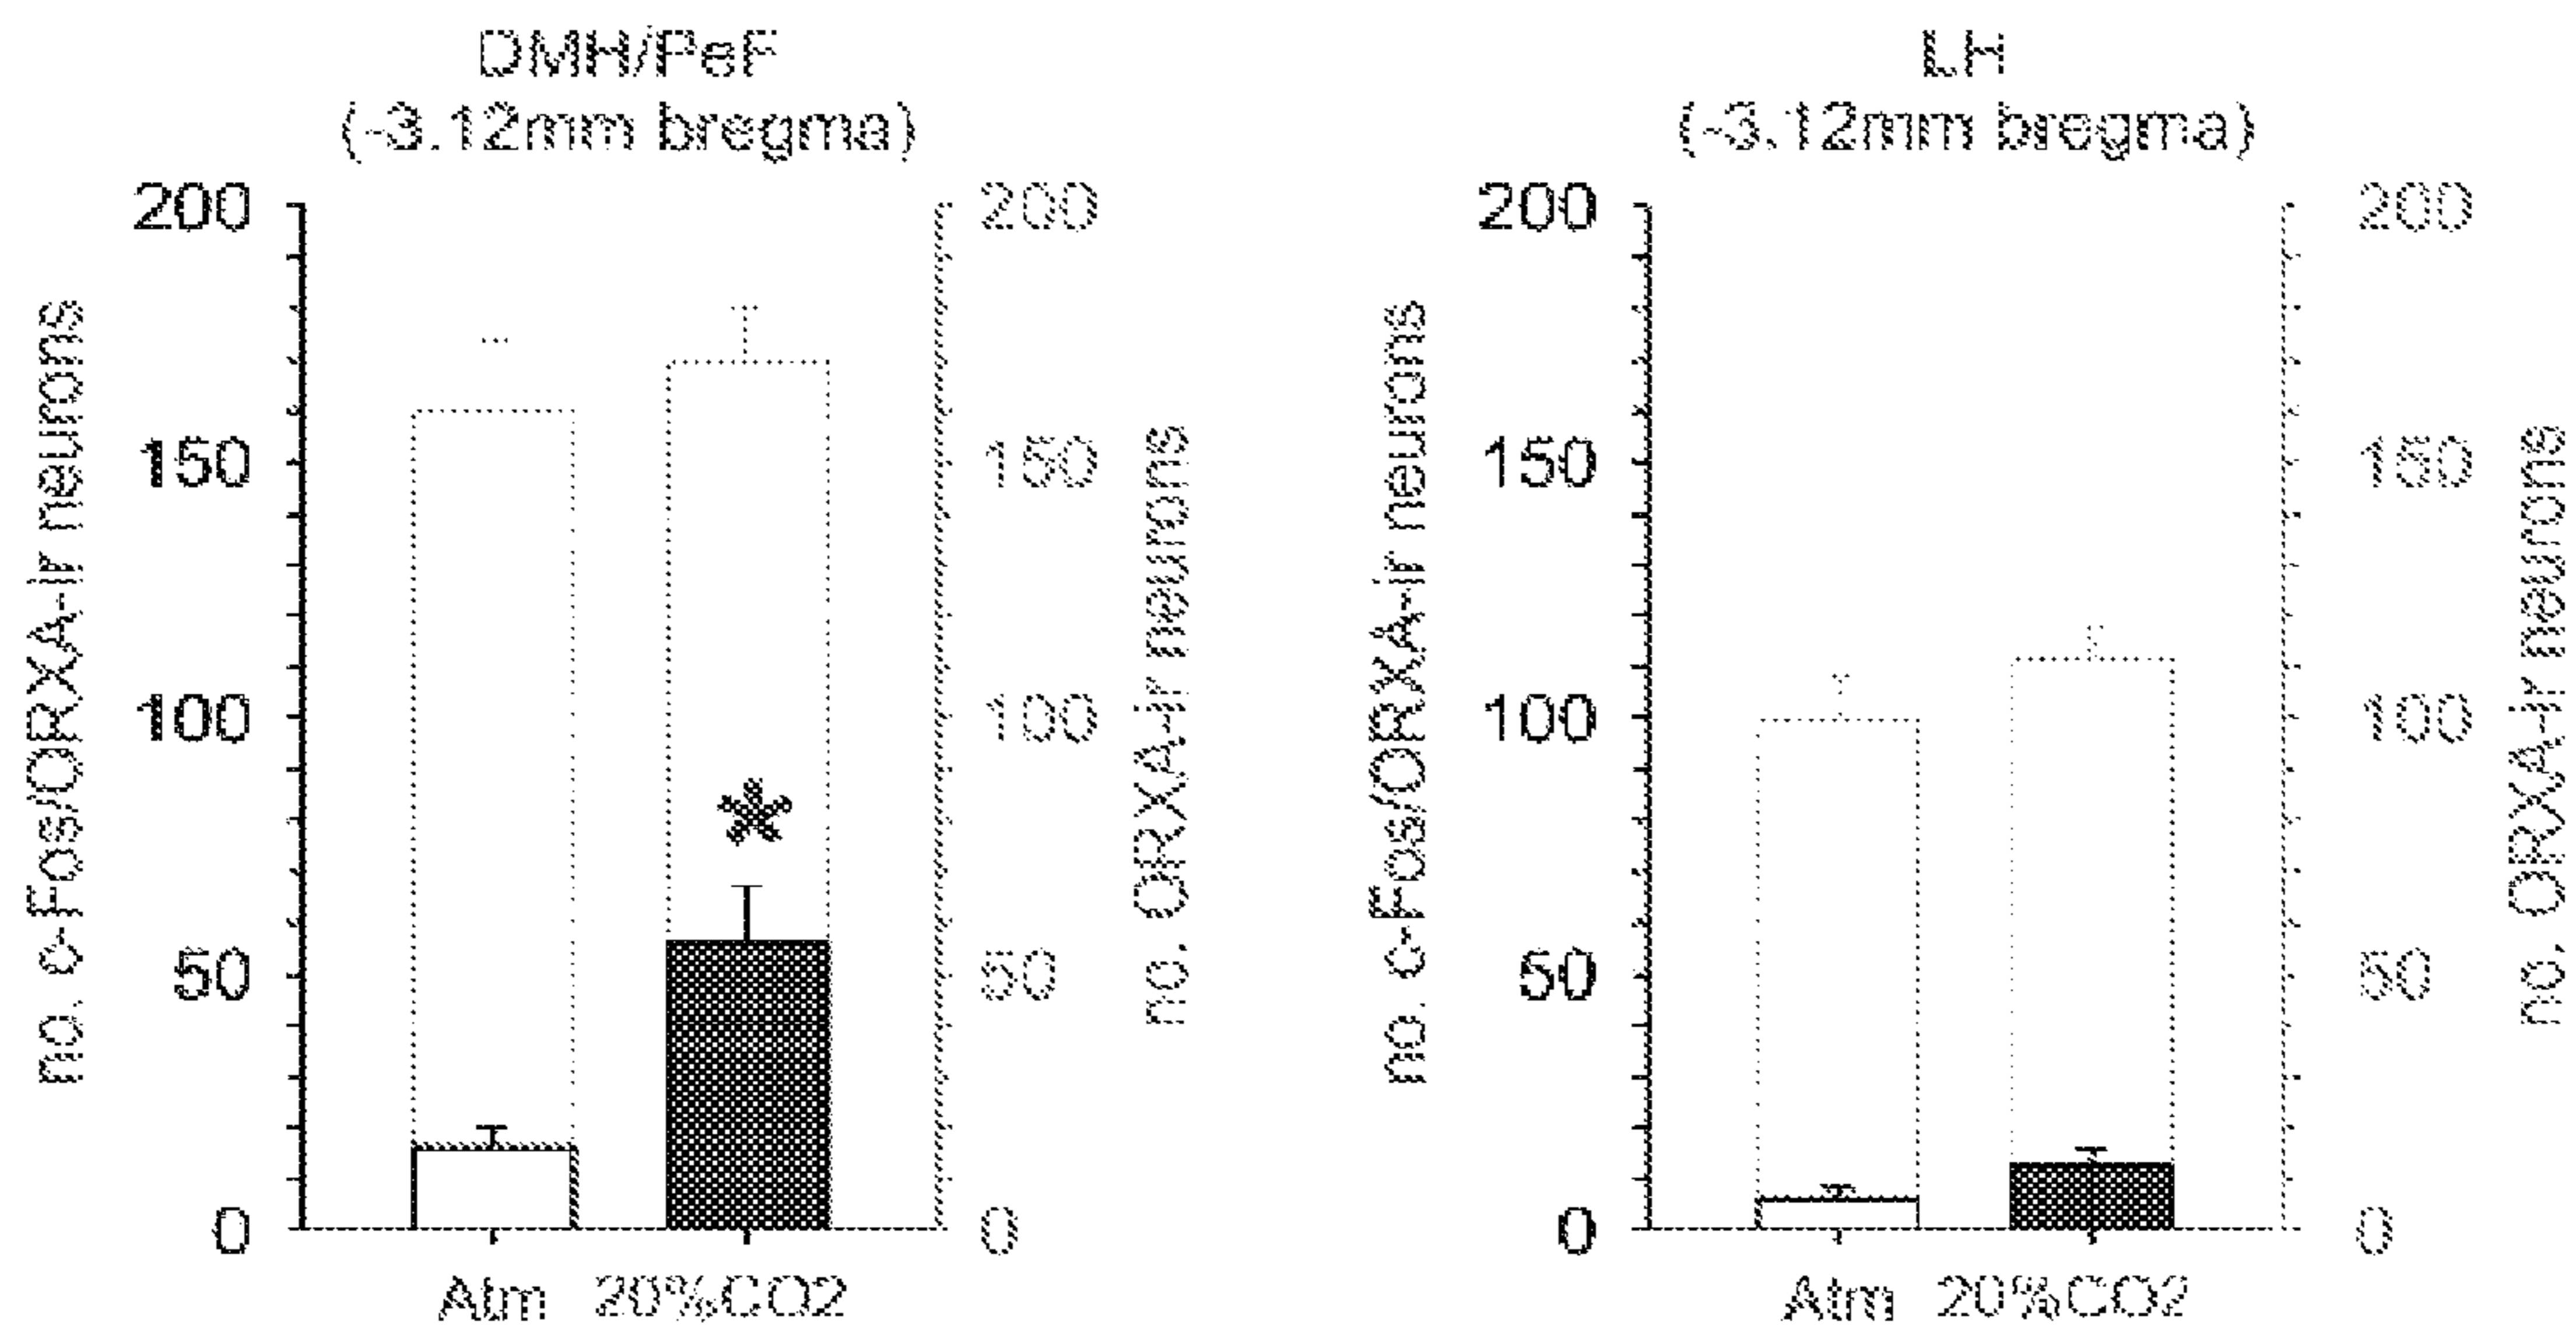 DMH/PeF
(-3.12mm bregma)
200
150
100
50
0
no. c-Fos/ORXA-ir neurons
200
150
100
50
0
no. ORXA-ir neurons
*
Atm 20%CO2
LH
(-3.12mm bregma)
200
150
100
50
0
no. c-Fos/ORXA-ir neurons
200
150
100
50
0
no. ORXA-ir neurons
Atm 20%CO2